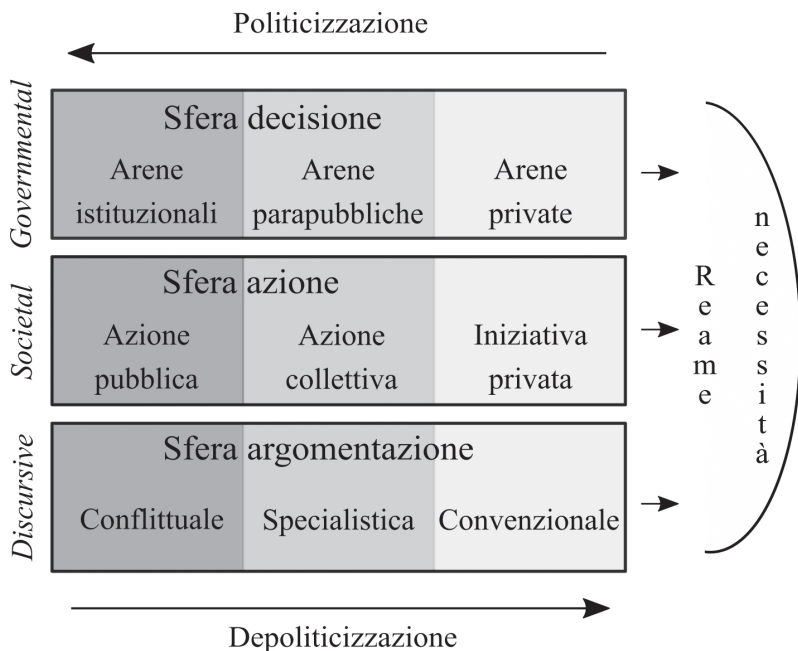 Politicizzazione
Governmental
Sfera decisione
Arene Arene Arene
istituzionali parapubbliche private
Societal
Sfera azione
Azione Azione Iniziativa
pubblica collettiva privata
Discursive
Sfera argomentazione
Conflittuale Specialistica Convenzionale
Reame
necessità
Depoliticizzazione